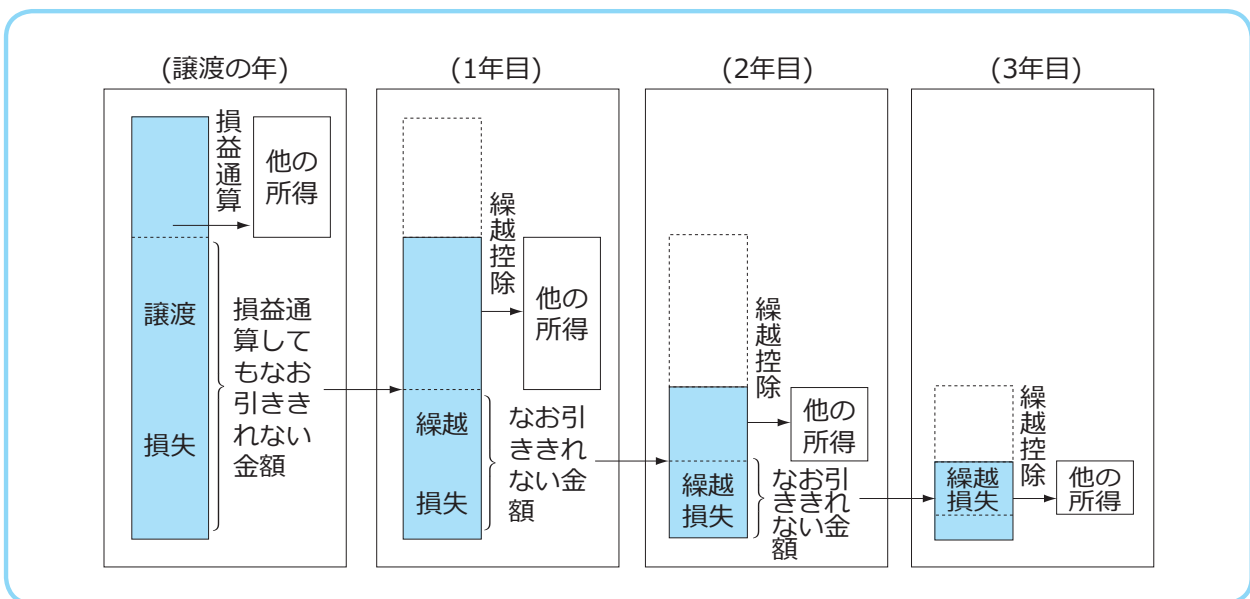 (譲渡の年)
損益通算
他の
所得
譲渡
損失
損益通
算して
もなお
引きき
れない
金額
(1年目)
繰越控除
他の
所得
繰越
損失
なお引
ききれ
ない金
額
(2年目)
繰越控除
他の
所得
繰越
損失
なお引
ききれ
ない金
額
(3年目)
繰越控除
他の
所得
繰越
損失